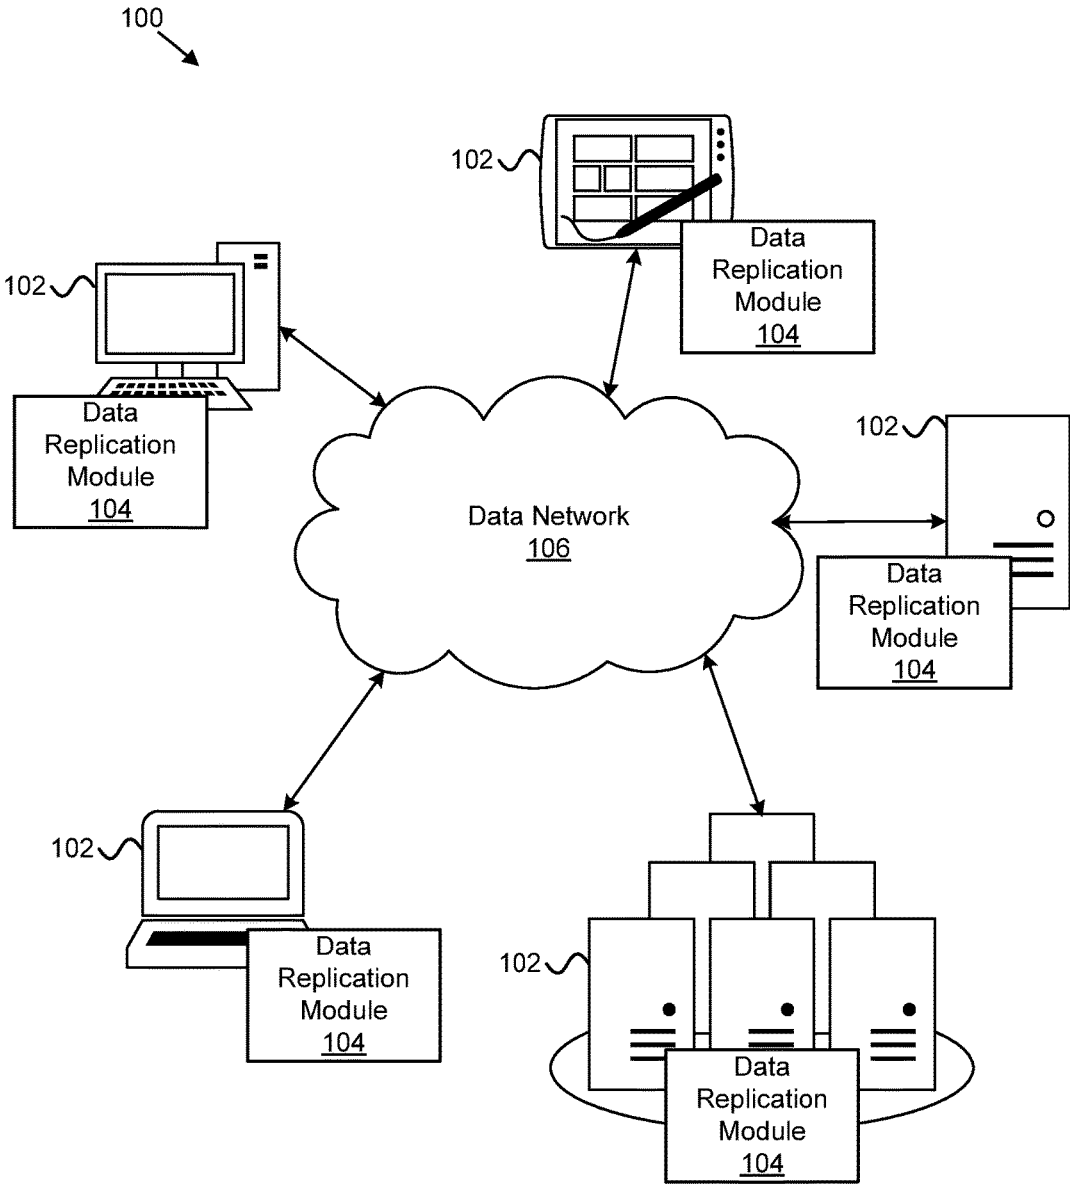 100
102
Data
Replication
Module
104
102
Data
Replication
Module
104
102
Data
Replication
Module
104
Data Network
106
102
Data
Replication
Module
104
102
Data
Replication
Module
104